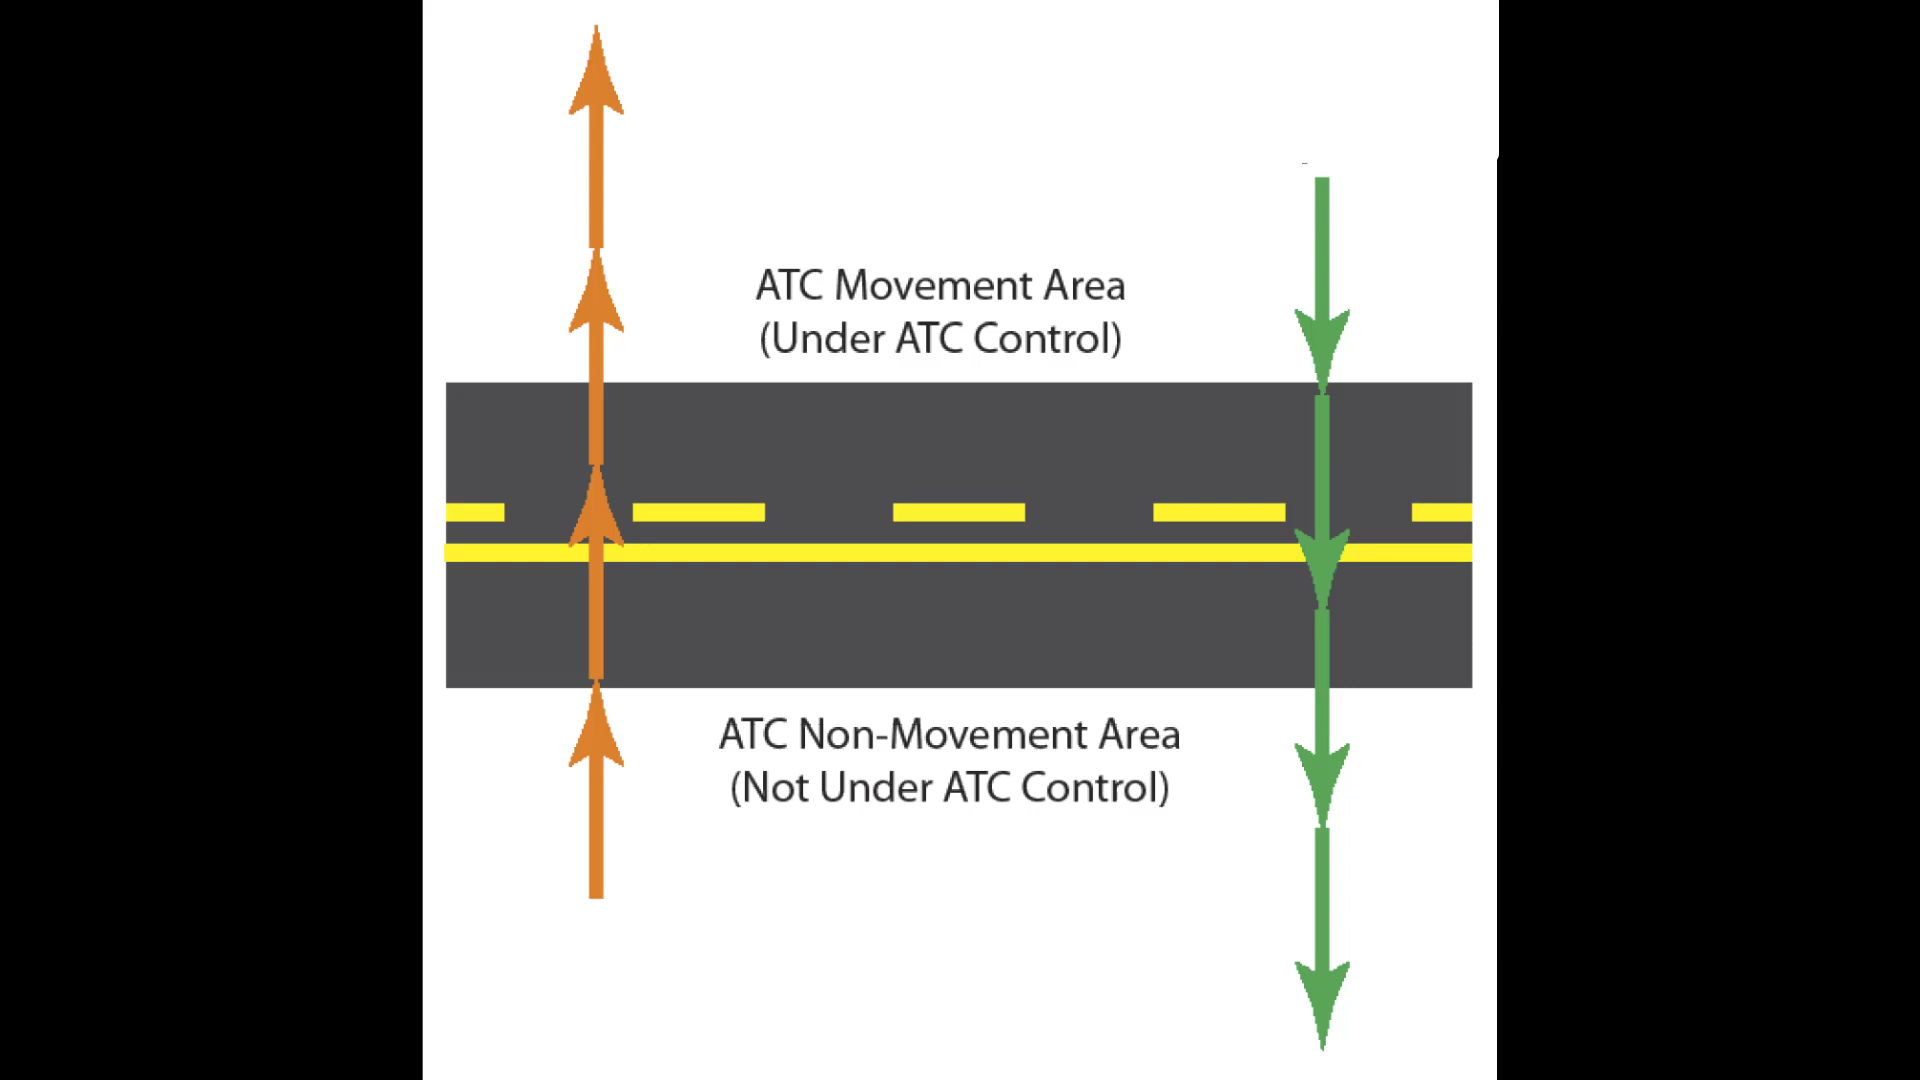 ATC Movement Area
(Under ATC Control)
ATC Non-Movement Area
(Not Under ATC Control)